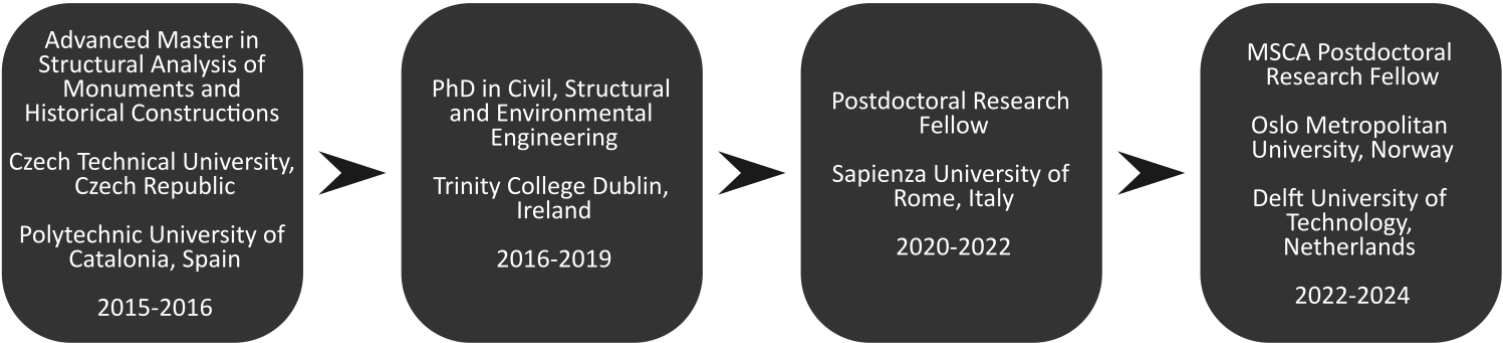 Advanced Master in
Structural Analysis of
Monuments and
Historical Constructions
Czech Technical University,
Czech Republic
Polytechnic University of
Catalonia, Spain
2015-2016
PhD in Civil, Structural
and Environmental
Engineering
Trinity College Dublin,
Ireland
2016-2019
Postdoctoral Research
Fellow
Sapienza University of
Rome, Italy
2020-2022
MSCA Postdoctoral
Research Fellow
Oslo Metropolitan
University, Norway
Delft University of
Technology,
Netherlands
2022-2024